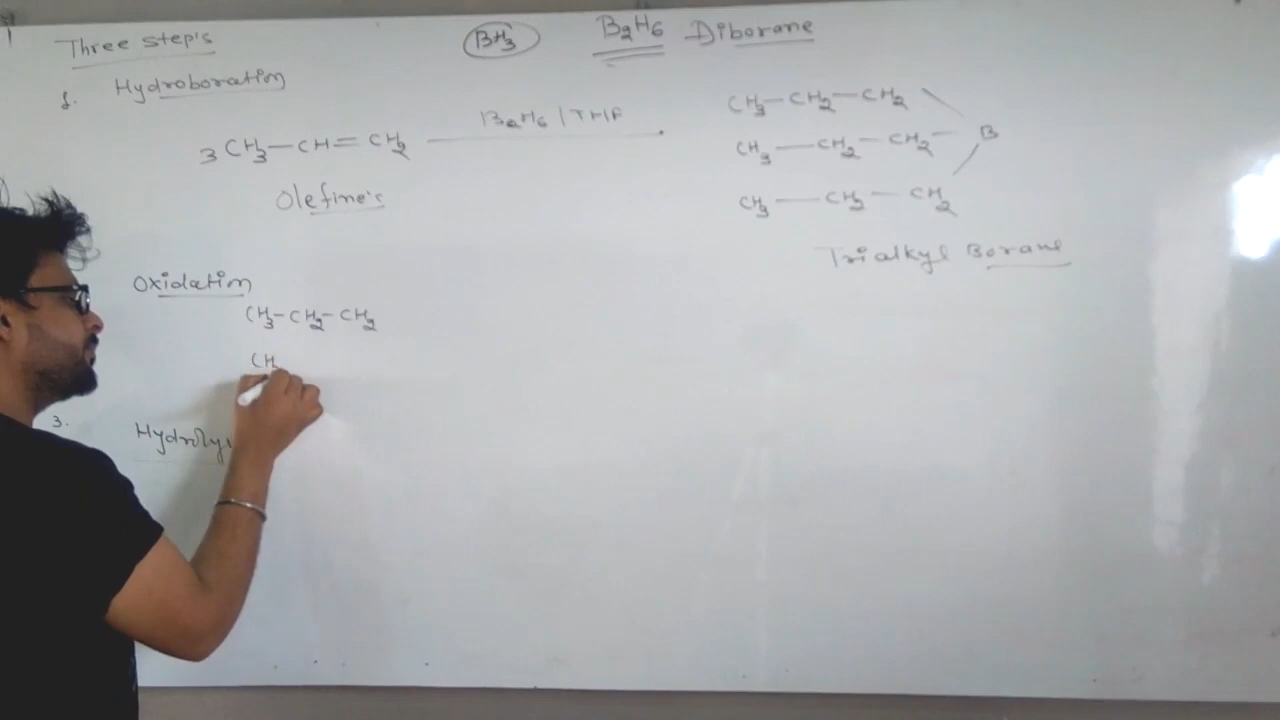 Three step's
BH3 B2H6 Diborane
1. Hydroboration
3 CH3—CH=CH2 B2H6 / THF
CH3—CH2—CH2
CH3—CH2—CH2— B
CH3—CH2—CH2
Olefine's
Trialkyl Borane
Oxidation
CH3-CH2-CH2
CH
3. Hydrolys